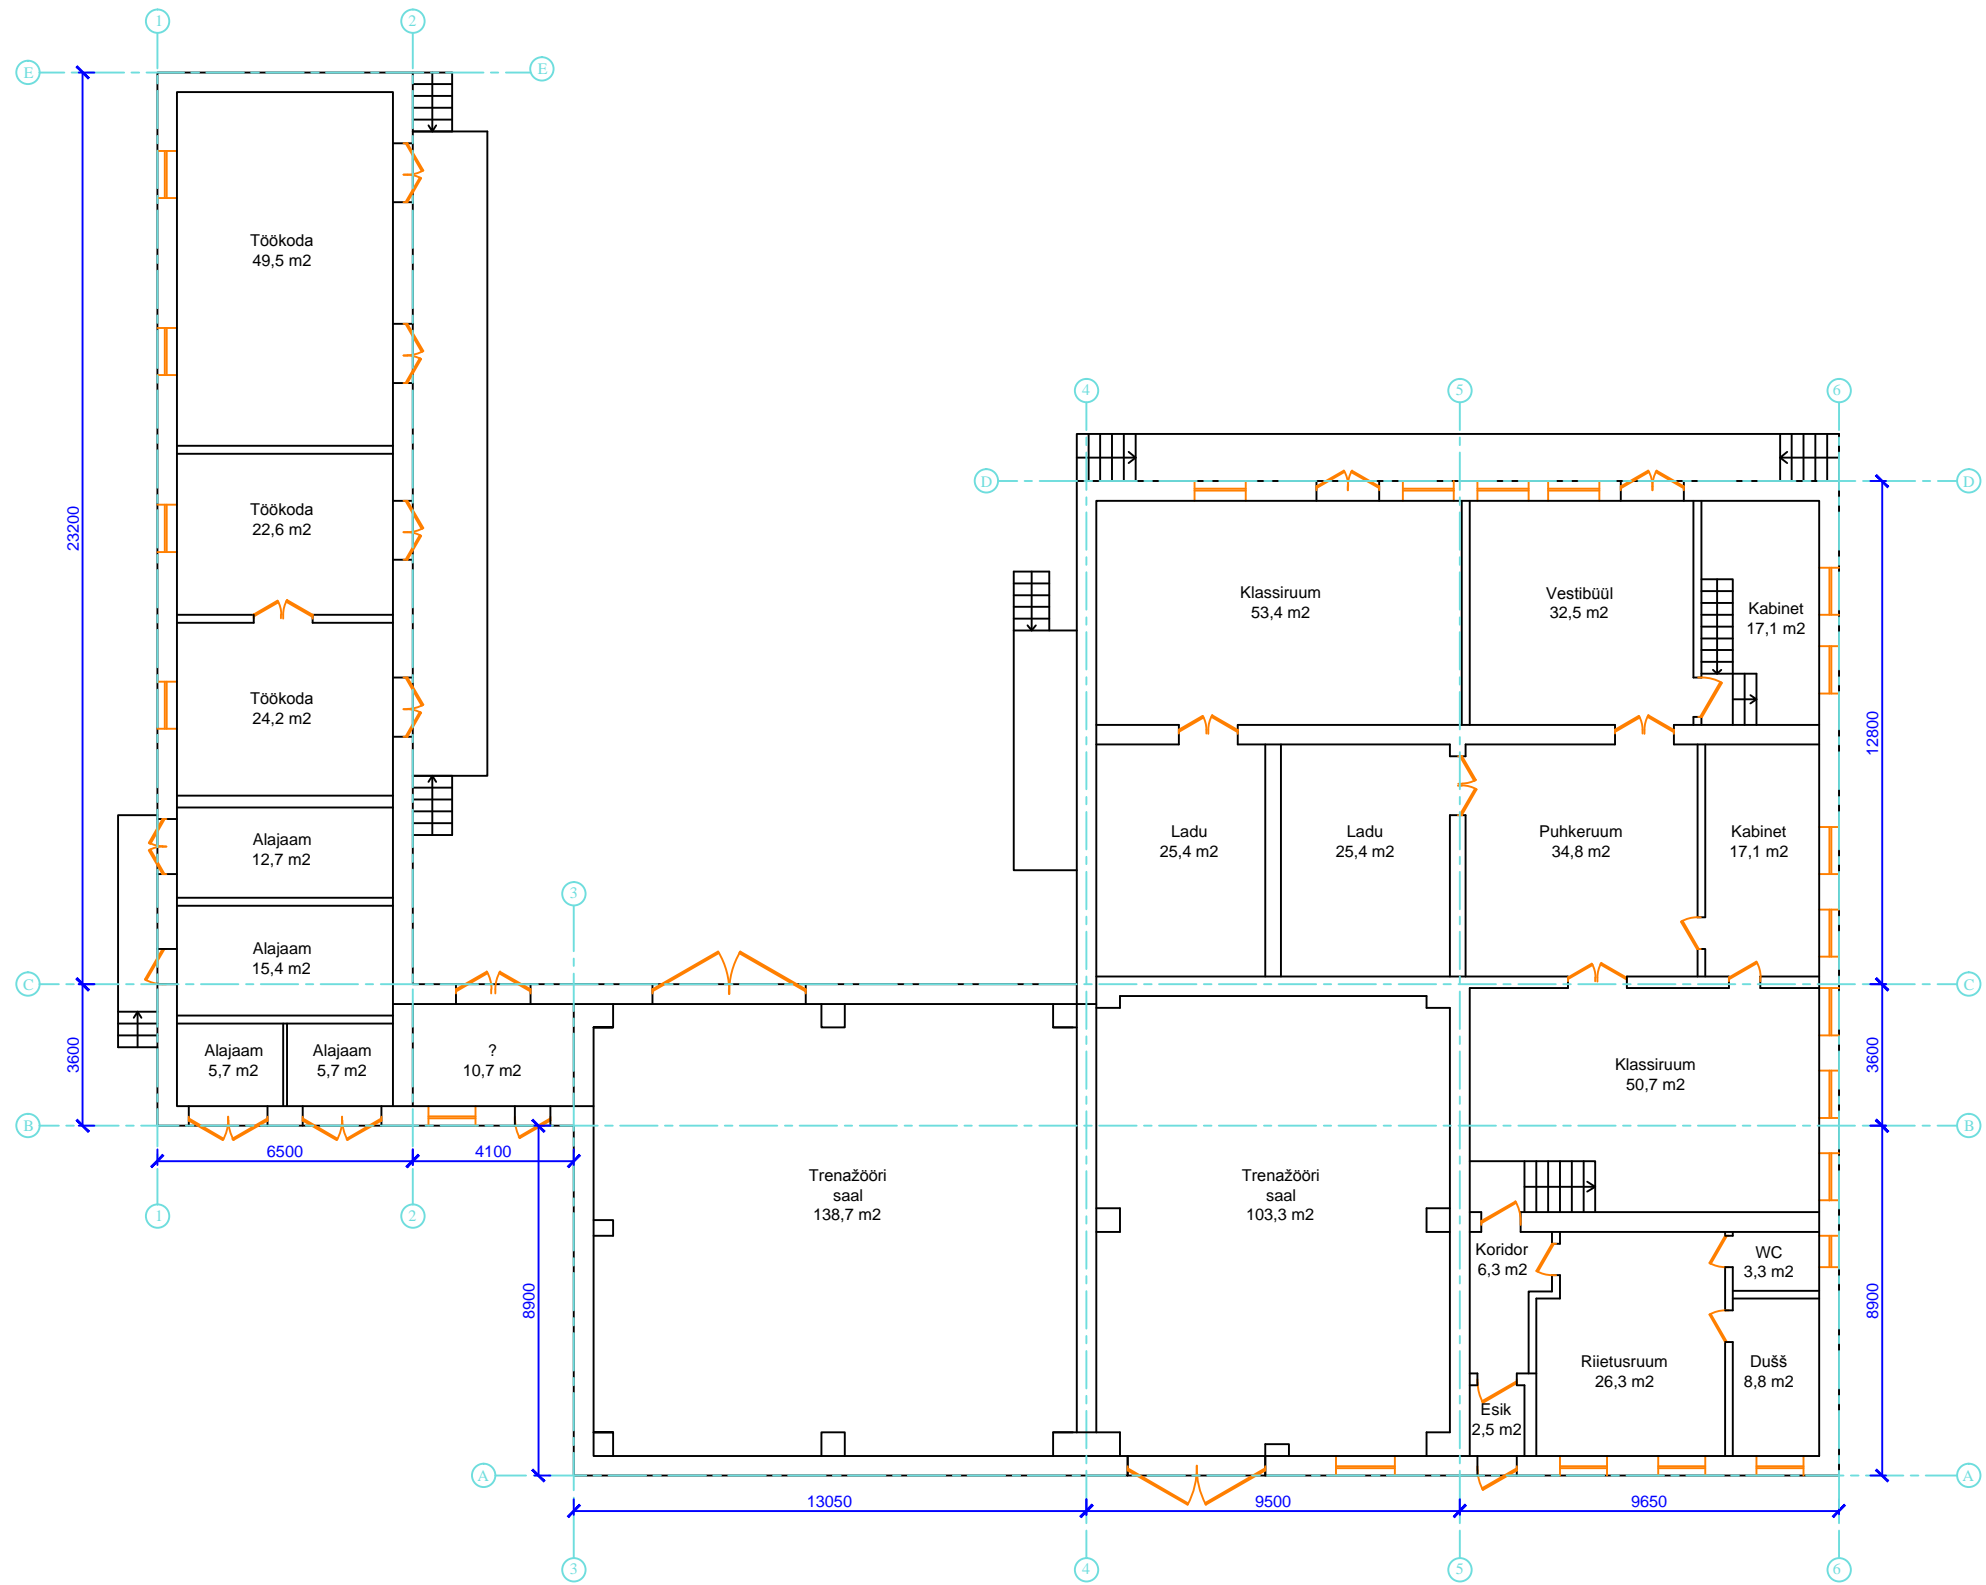 1
2
E
E
Töökoda
49,5 m2
4
5
6
D
D
23200
Töökoda
22,6 m2
Klassiruum
53,4 m2
Vestibüül
32,5 m2
Kabinet
17,1 m2
Töökoda
24,2 m2
12800
Alajaam
12,7 m2
Ladu
25,4 m2
Ladu
25,4 m2
Puhkeruum
34,8 m2
Kabinet
17,1 m2
3
Alajaam
15,4 m2
C
C
3600
Alajaam
5,7 m2
Alajaam
5,7 m2
?
10,7 m2
Klassiruum
50,7 m2
3600
B
B
6500
4100
Trenažööri
saal
138,7 m2
Trenažööri
saal
103,3 m2
1
2
Koridor
6,3 m2
WC
3,3 m2
8900
8900
Riietusruum
26,3 m2
Dušš
8,8 m2
Esik
2,5 m2
A
A
13050
9500
9650
3
4
5
6